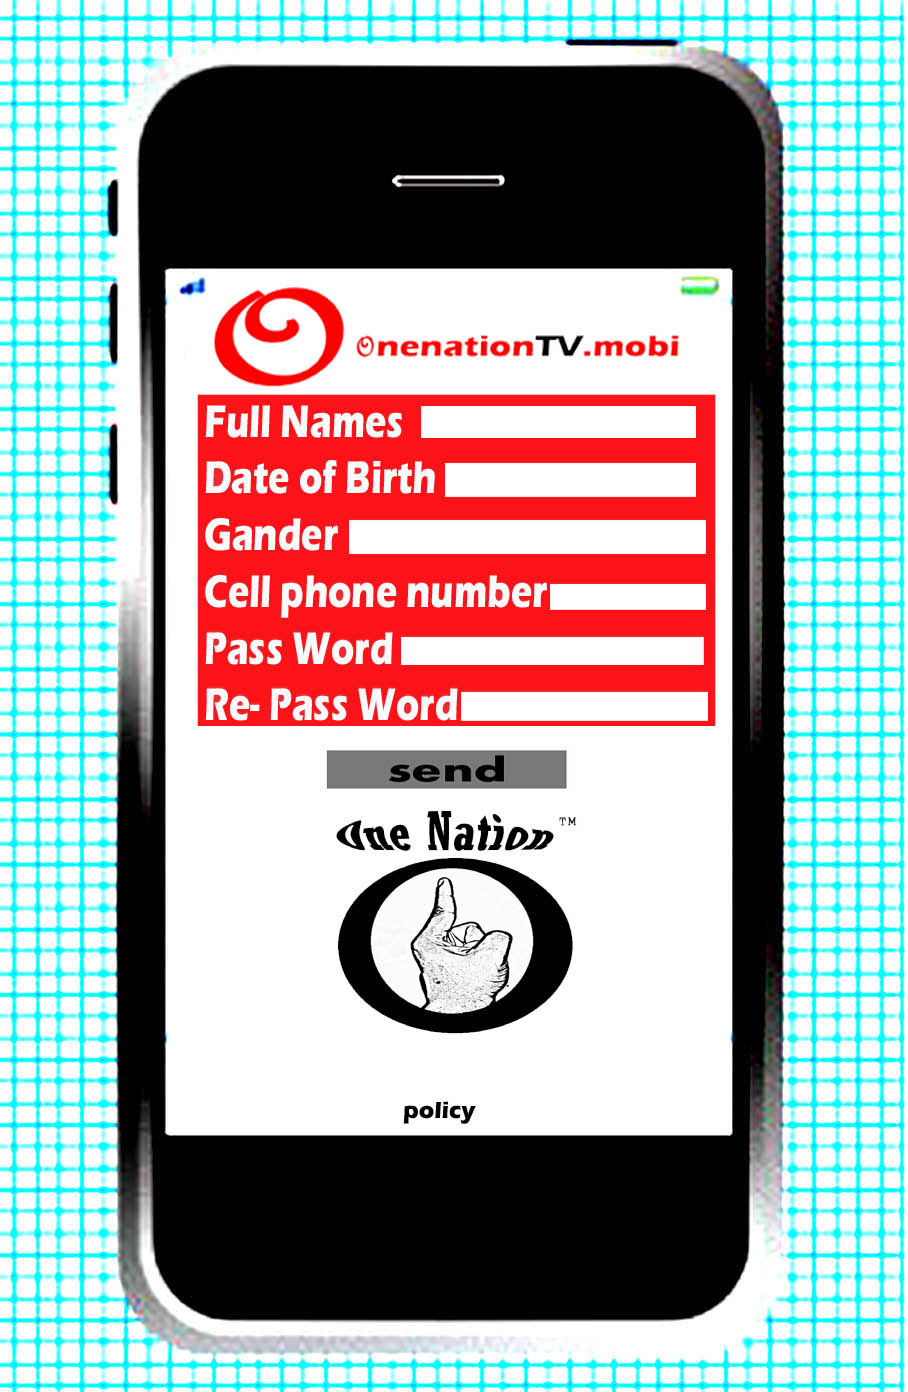 OnenationTV.mobi
Full Names
Date of Birth
Gander
Cell phone number
Pass Word
Re- Pass Word
send
One Nation™
policy